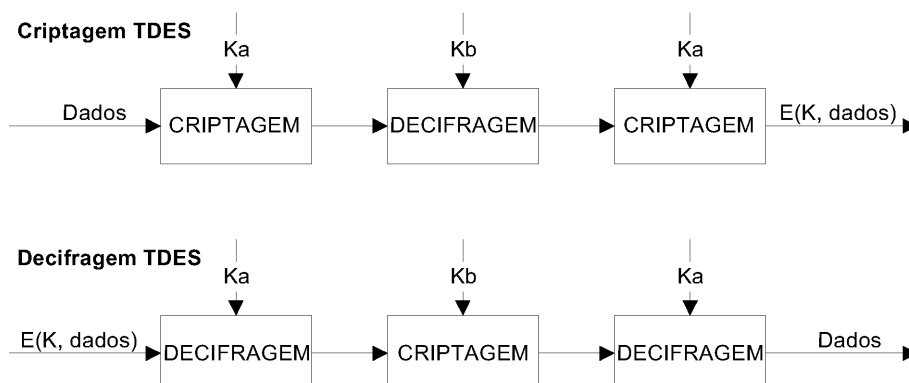 Criptagem TDES
Ka Kb Ka
Dados CRIPTAGEM DECIFRAGEM CRIPTAGEM E(K, dados)
Decifragem TDES
Ka Kb Ka
E(K, dados) DECIFRAGEM CRIPTAGEM DECIFRAGEM Dados